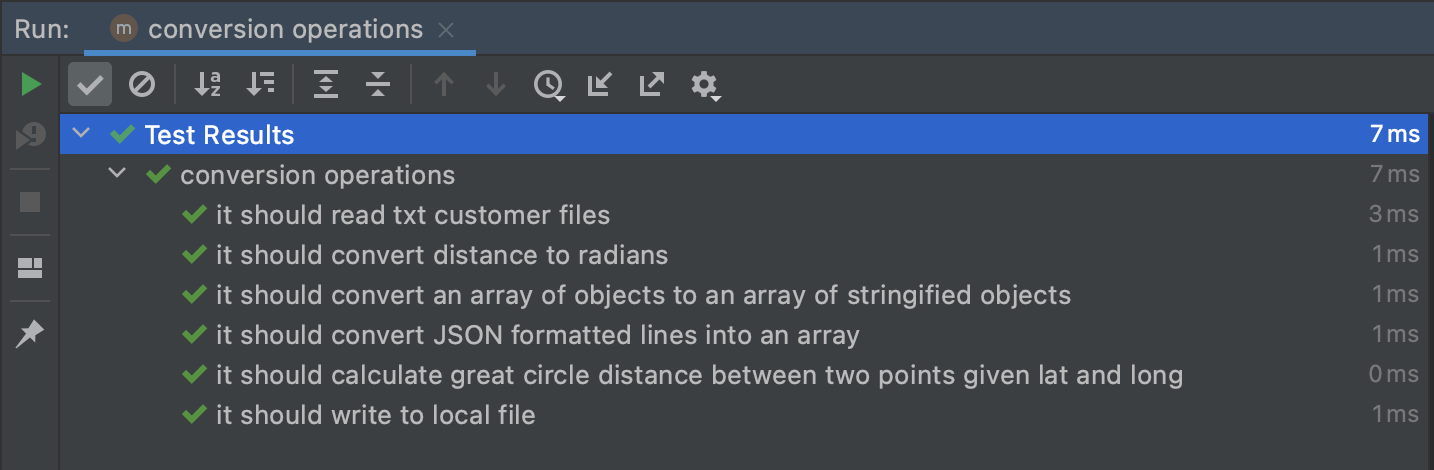 Run: m conversion operations
Test Results 7 ms
conversion operations 7 ms
it should read txt customer files 3 ms
it should convert distance to radians 1 ms
it should convert an array of objects to an array of stringified objects 1 ms
it should convert JSON formatted lines into an array 1 ms
it should calculate great circle distance between two points given lat and long 0 ms
it should write to local file 1 ms